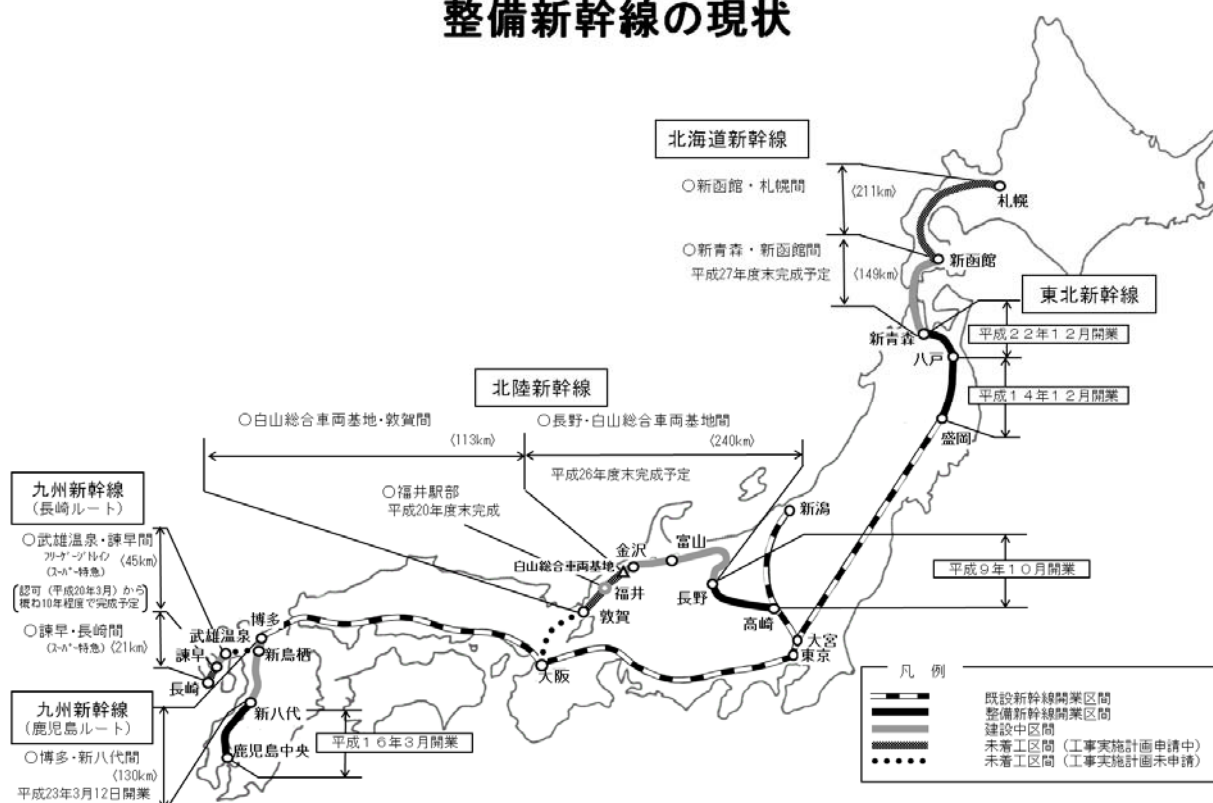 整備新幹線の現状
北海道新幹線
○新函館・札幌間
〈211km〉
札幌
○新青森・新函館間
平成27年度末完成予定
〈149km〉
新函館
東北新幹線
新青森
平成22年12月開業
八戸
平成14年12月開業
盛岡
北陸新幹線
○白山総合車両基地・敦賀間
〈113km〉
○長野・白山総合車両基地間
〈240km〉
平成26年度末完成予定
○福井駅部
平成20年度末完成
新潟
富山
金沢
白山総合車両基地
福井
敦賀
長野
高崎
平成9年10月開業
大宮
東京
大阪
九州新幹線
(長崎ルート)
○武雄温泉・諫早間
フリーゲージトレイン
(スーパー特急)
〈45km〉
認可(平成20年3月)から
概ね10年程度で完成予定
○諫早・長崎間
(スーパー特急)〈21km〉
博多
武雄温泉
新鳥栖
諫早
長崎
九州新幹線
(鹿児島ルート)
○博多・新八代間
〈130km〉
平成23年3月12日開業
新八代
鹿児島中央
平成16年3月開業
凡 例
既設新幹線開業区間
整備新幹線開業区間
建設中区間
未着工区間(工事実施計画申請中)
未着工区間(工事実施計画未申請)